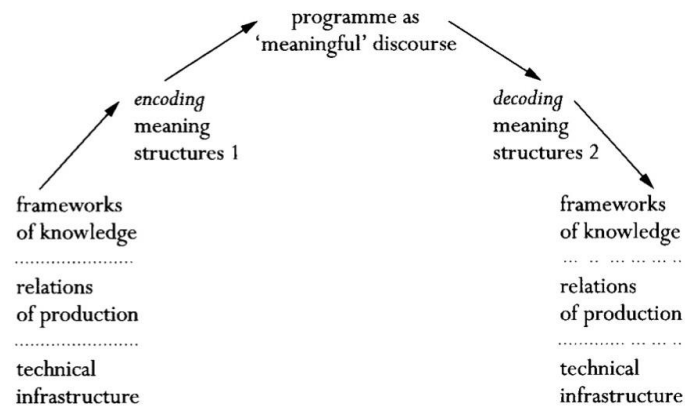 programme as
‘meaningful’ discourse
encoding
meaning
structures 1
decoding
meaning
structures 2
frameworks
of knowledge
relations
of production
technical
infrastructure
frameworks
of knowledge
relations
of production
technical
infrastructure